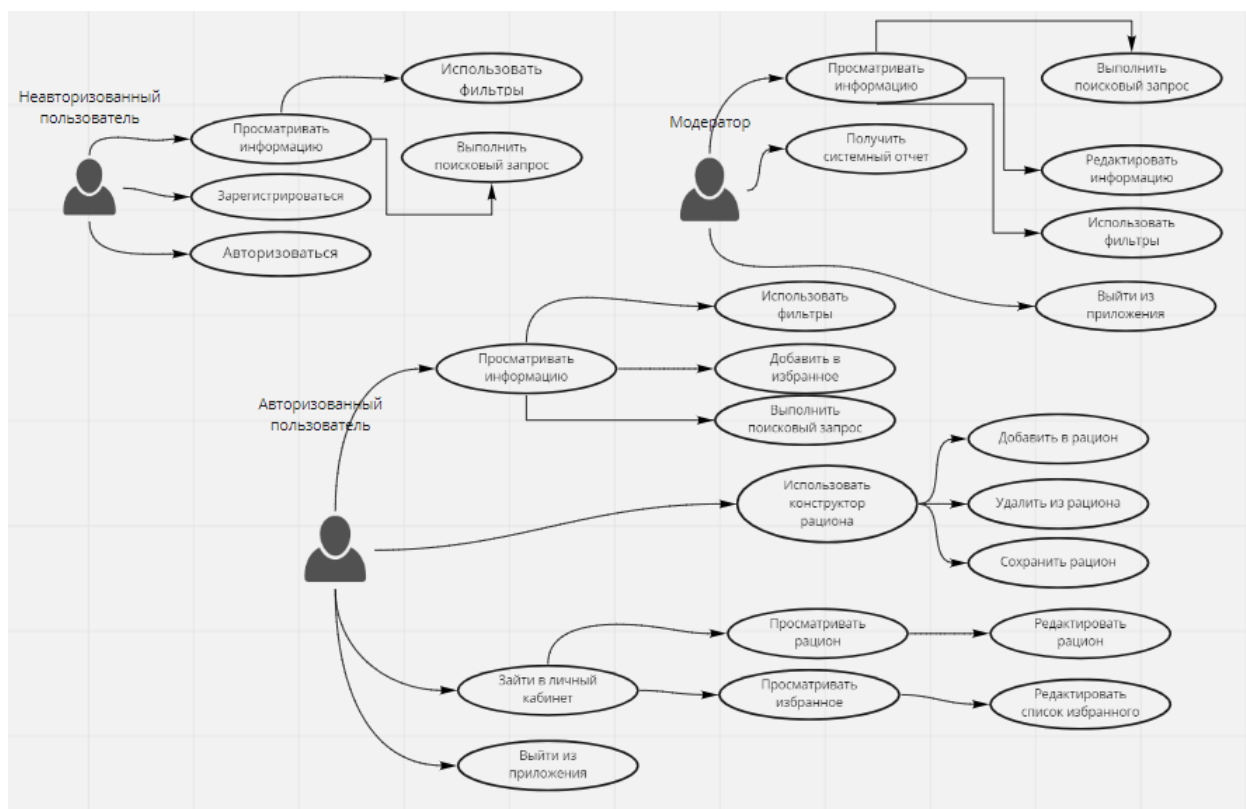 Неавторизованный
пользователь
Просматривать
информацию
Использовать
фильтры
Выполнить
поисковый запрос
Зарегистрироваться
Авторизоваться
Модератор
Просматривать
информацию
Выполнить
поисковый запрос
Получить
системный отчет
Редактировать
информацию
Использовать
фильтры
Выйти из
приложения
Авторизованный
пользователь
Просматривать
информацию
Использовать
фильтры
Добавить в
избранное
Выполнить
поисковый запрос
Использовать
конструктор
рациона
Добавить в рацион
Удалить из рациона
Сохранить рацион
Зайти в личный
кабинет
Просматривать
рацион
Редактировать
рацион
Просматривать
избранное
Редактировать
список избранного
Выйти из
приложения